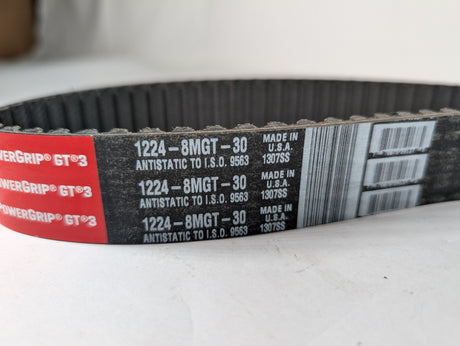 POWERGRIP® GT®3
1224-8MGT-30
ANTISTATIC TO I.S.O. 9563
MADE IN U.S.A.
1307SS
POWERGRIP® GT®3
1224-8MGT-30
ANTISTATIC TO I.S.O. 9563
MADE IN U.S.A.
1307SS
POWERGRIP® GT®3
1224-8MGT-30
ANTISTATIC TO I.S.O. 9563
MADE IN U.S.A.
1307SS